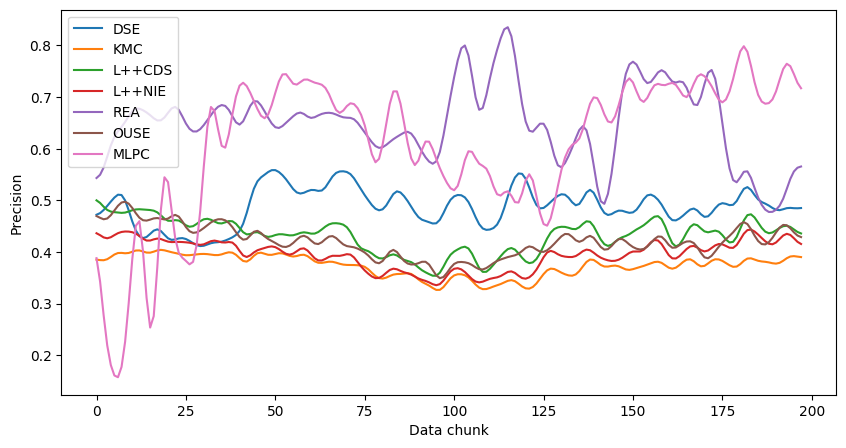 DSE
KMC
L++CDS
L++NIE
REA
OUSE
MLPC
Precision
0.8
0.7
0.6
0.5
0.4
0.3
0.2
0 25 50 75 100 125 150 175 200
Data chunk